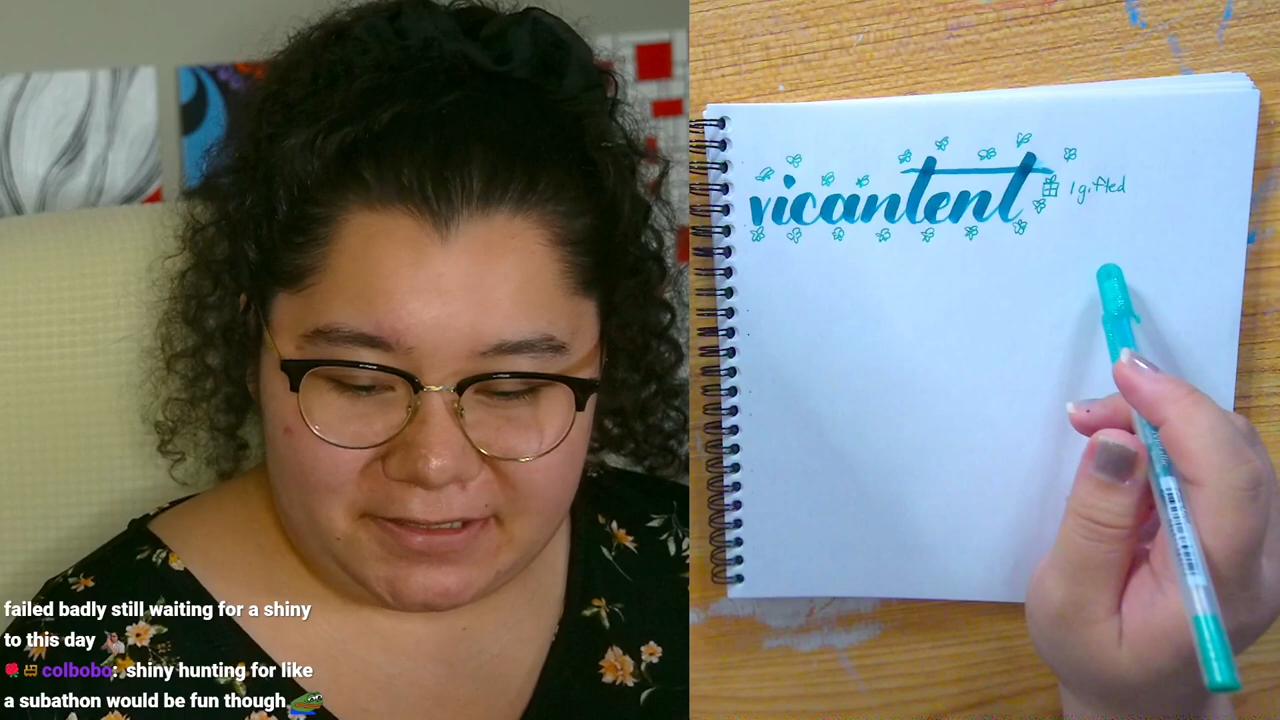 vicantent
1 gifted
failed badly still waiting for a shiny
to this day
colbobo: shiny hunting for like
a subathon would be fun though